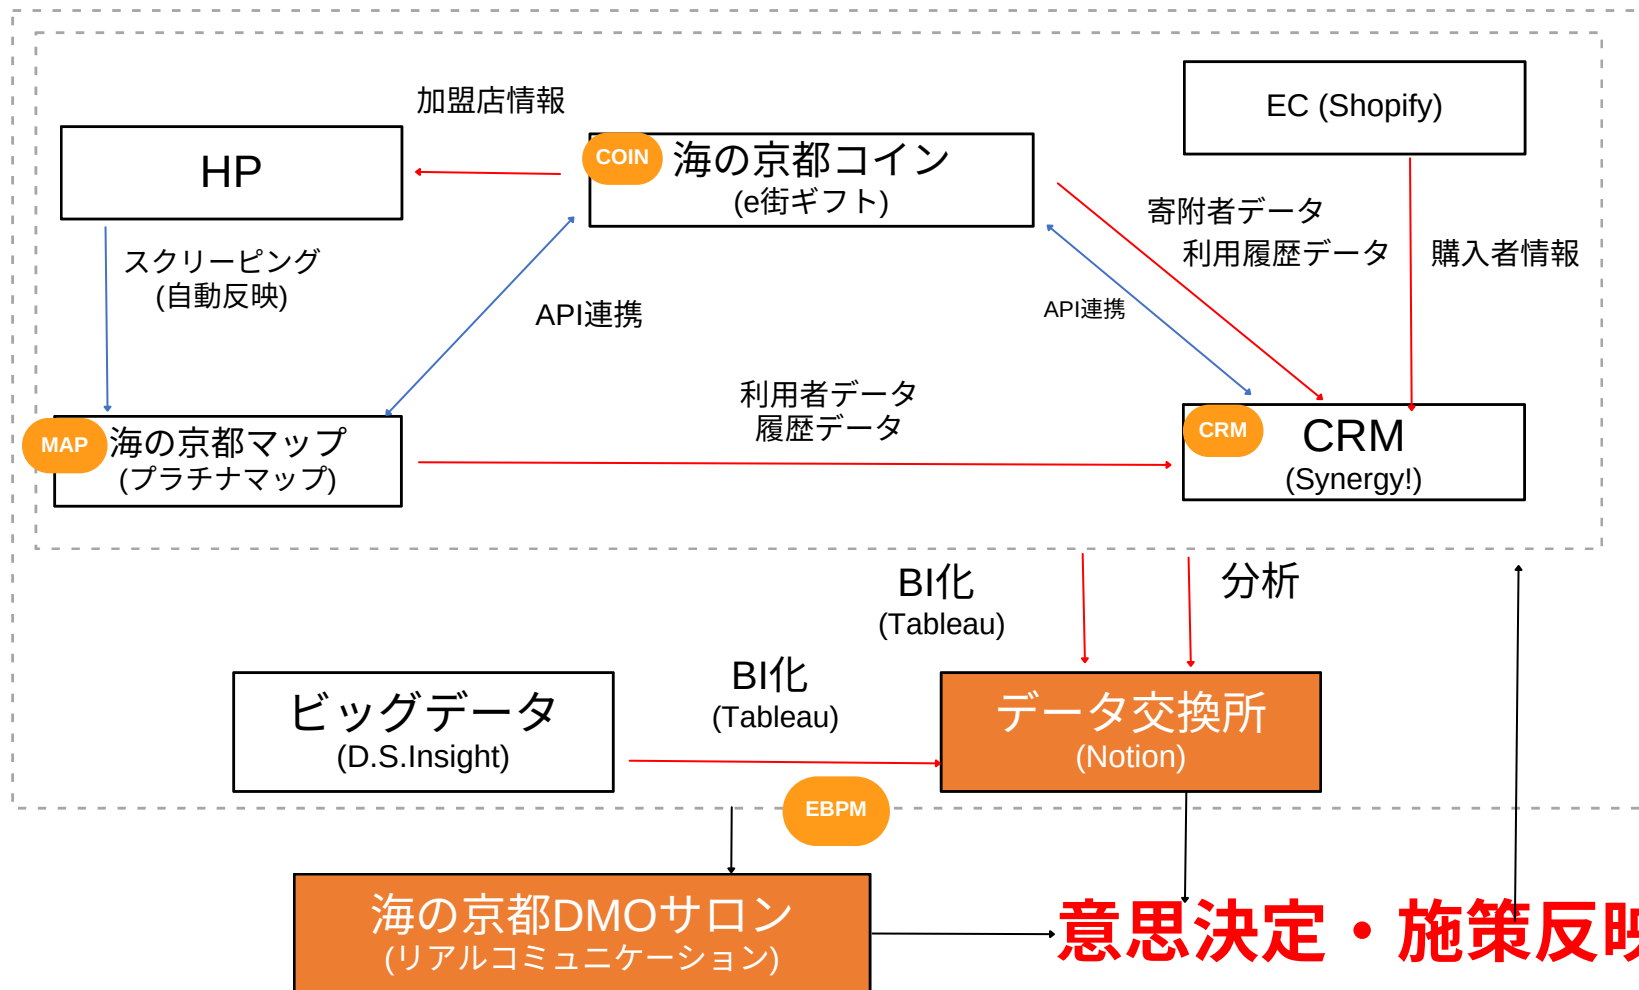 加盟店情報
EC (Shopify)
HP
COIN
海の京都コイン
(e街ギフト)
寄附者データ
利用履歴データ
購入者情報
スクリーピング
(自動反映)
API連携
API連携
利用者データ
履歴データ
MAP
海の京都マップ
(プラチナマップ)
CRM
CRM
(Synergy!)
BI化
(Tableau)
分析
ビッグデータ
(D.S.Insight)
BI化
(Tableau)
データ交換所
(Notion)
EBPM
海の京都DMOサロン
(リアルコミュニケーション)
意思決定・施策反映